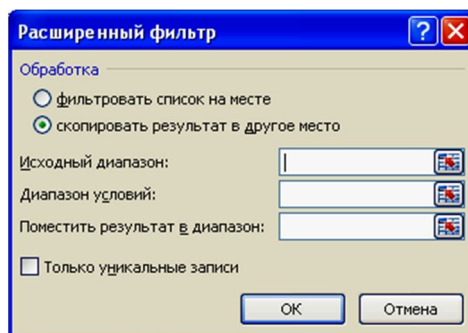 Расширенный фильтр
Обработка
фильтровать список на месте
скопировать результат в другое место
Исходный диапазон:
Диапазон условий:
Поместить результат в диапазон:
Только уникальные записи
ОК
Отмена